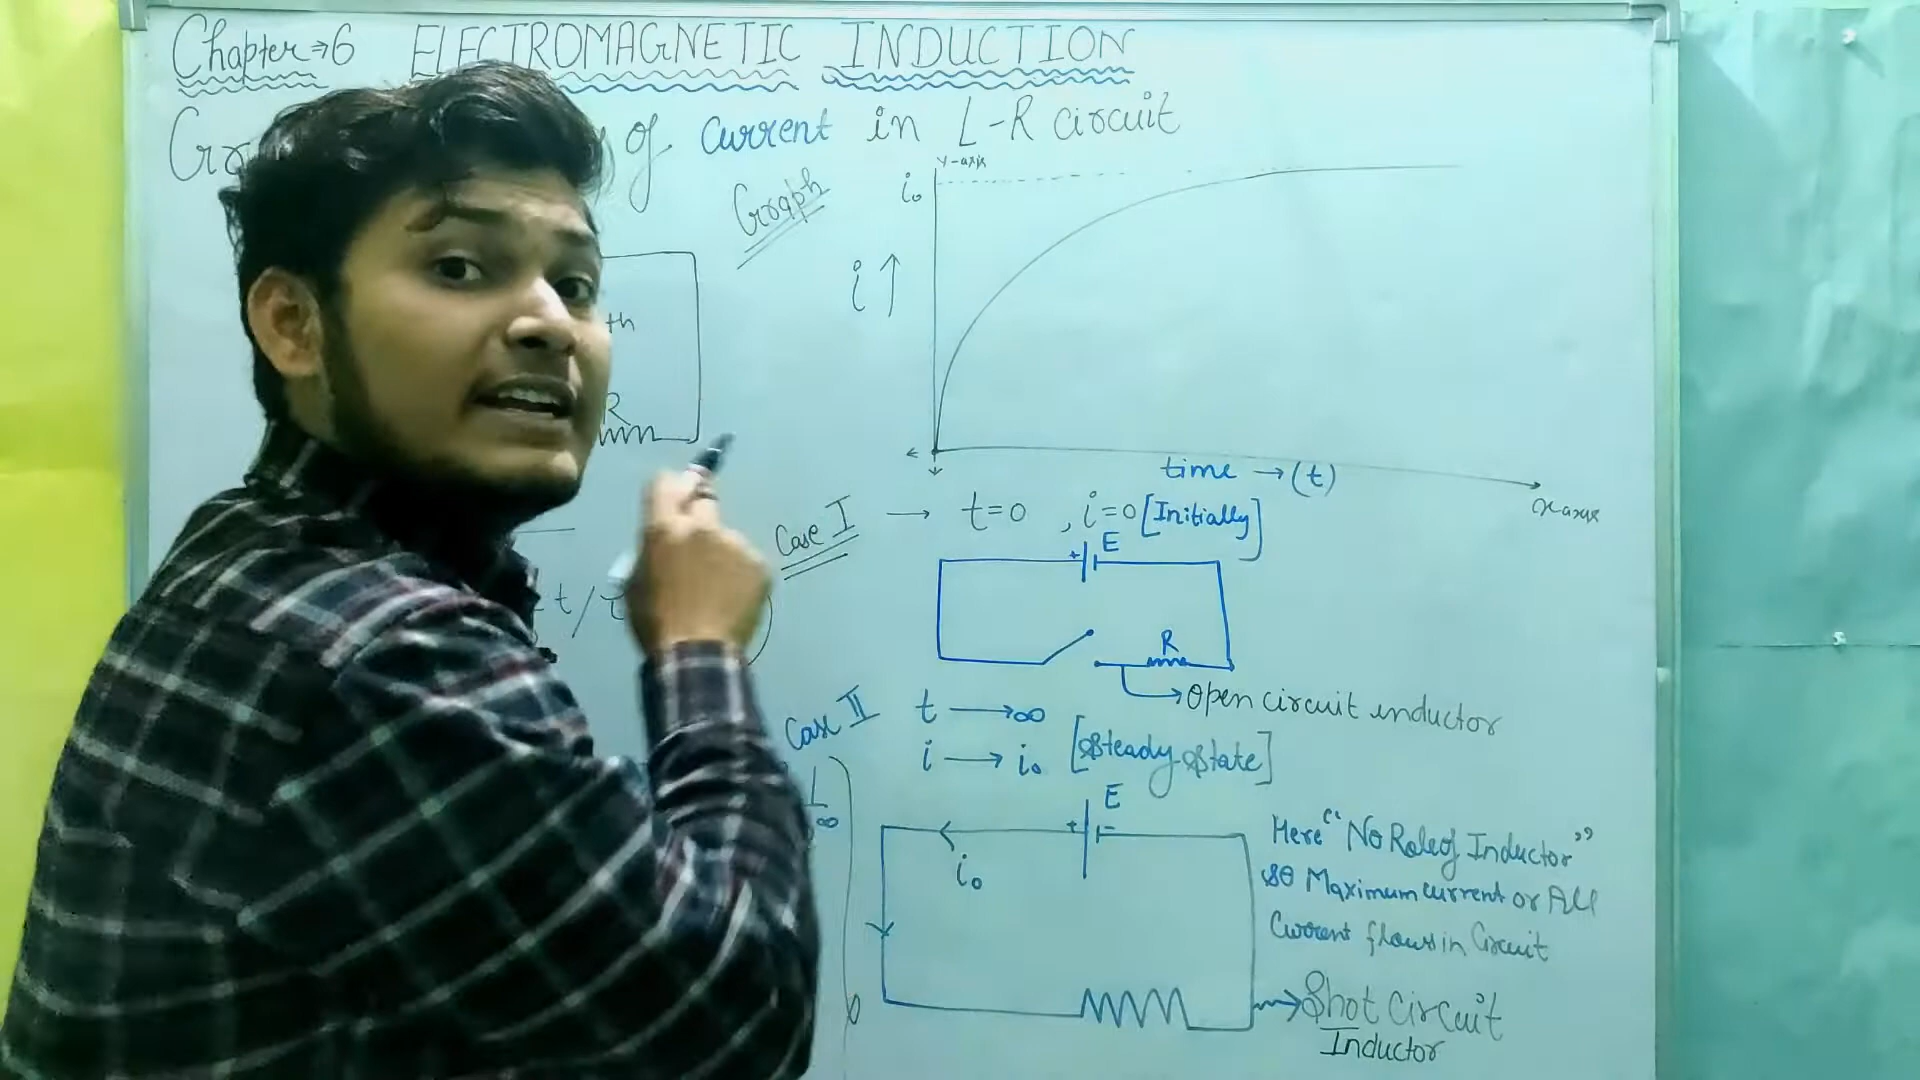 Chapter→6 ELECTROMAGNETIC INDUCTION
of current in L-R circuit
Graph
y-axis
i₀
i ↑
th
R
time → (t)
x axis
Case I → t=0 , i=0 [Initially]
E
+
R
t/τ
→ Open circuit inductor
Case II t → ∞
i → i₀ [Steady State]
L
∞
E
+ -
i₀
Here "No Role of Inductor"
so Maximum current or All
Current flows in Circuit
→ Shot Circuit
Inductor